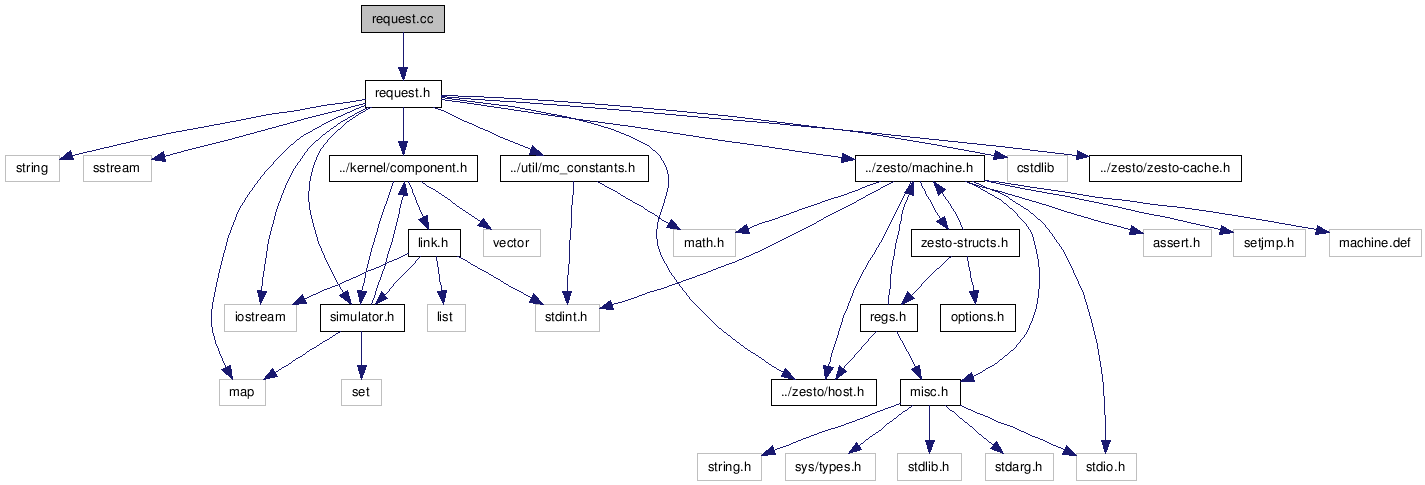 request.cc
request.h
string
sstream
../kernel/component.h
../util/mc_constants.h
../zesto/machine.h
cstdlib
../zesto/zesto-cache.h
link.h
vector
math.h
zesto-structs.h
assert.h
setjmp.h
machine.def
iostream
simulator.h
list
stdint.h
regs.h
options.h
map
set
../zesto/host.h
misc.h
string.h
sys/types.h
stdlib.h
stdarg.h
stdio.h